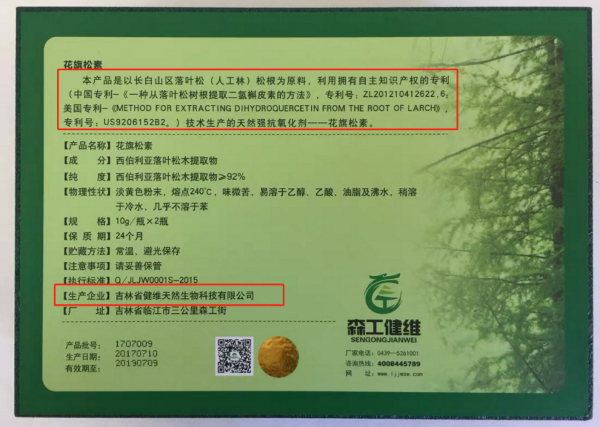 花旗松素
本产品是以长白山区落叶松（人工林）松根为原料，利用拥有自主知识产权的专利
（中国专利-《一种从落叶松树根提取二氢槲皮素的方法》，专利号：ZL201210412622.6；
美国专利-《METHOD FOR EXTRACTING DIHYDROQUERCETIN FROM THE ROOT OF LARCH》，
专利号：US9206152B2。）技术生产的天然强抗氧化剂——花旗松素。
【产品名称】花旗松素
【成 分】西伯利亚落叶松木提取物
【纯 度】西伯利亚落叶松木提取物≥92%
【物理性状】淡黄色粉末，熔点240℃，味微苦，易溶于乙醇、乙酸、油脂及沸水，稍溶
于冷水，几乎不溶于苯
【规 格】10g/瓶×2瓶
【保 质 期】24个月
【贮藏方法】常温、避光保存
【注意事项】请妥善保管
【执行标准】Q/JLJW0001S-2015
【生产企业】吉林省健维天然生物科技有限公司
【厂 址】吉林省临江市三公里森工街
产品批号：1707009
生产日期：20170710
有效期至：20190709
森工健维
SENGONGJIANWEI
厂家电话：0439-5261001
咨询热线：4008445789
网 址：